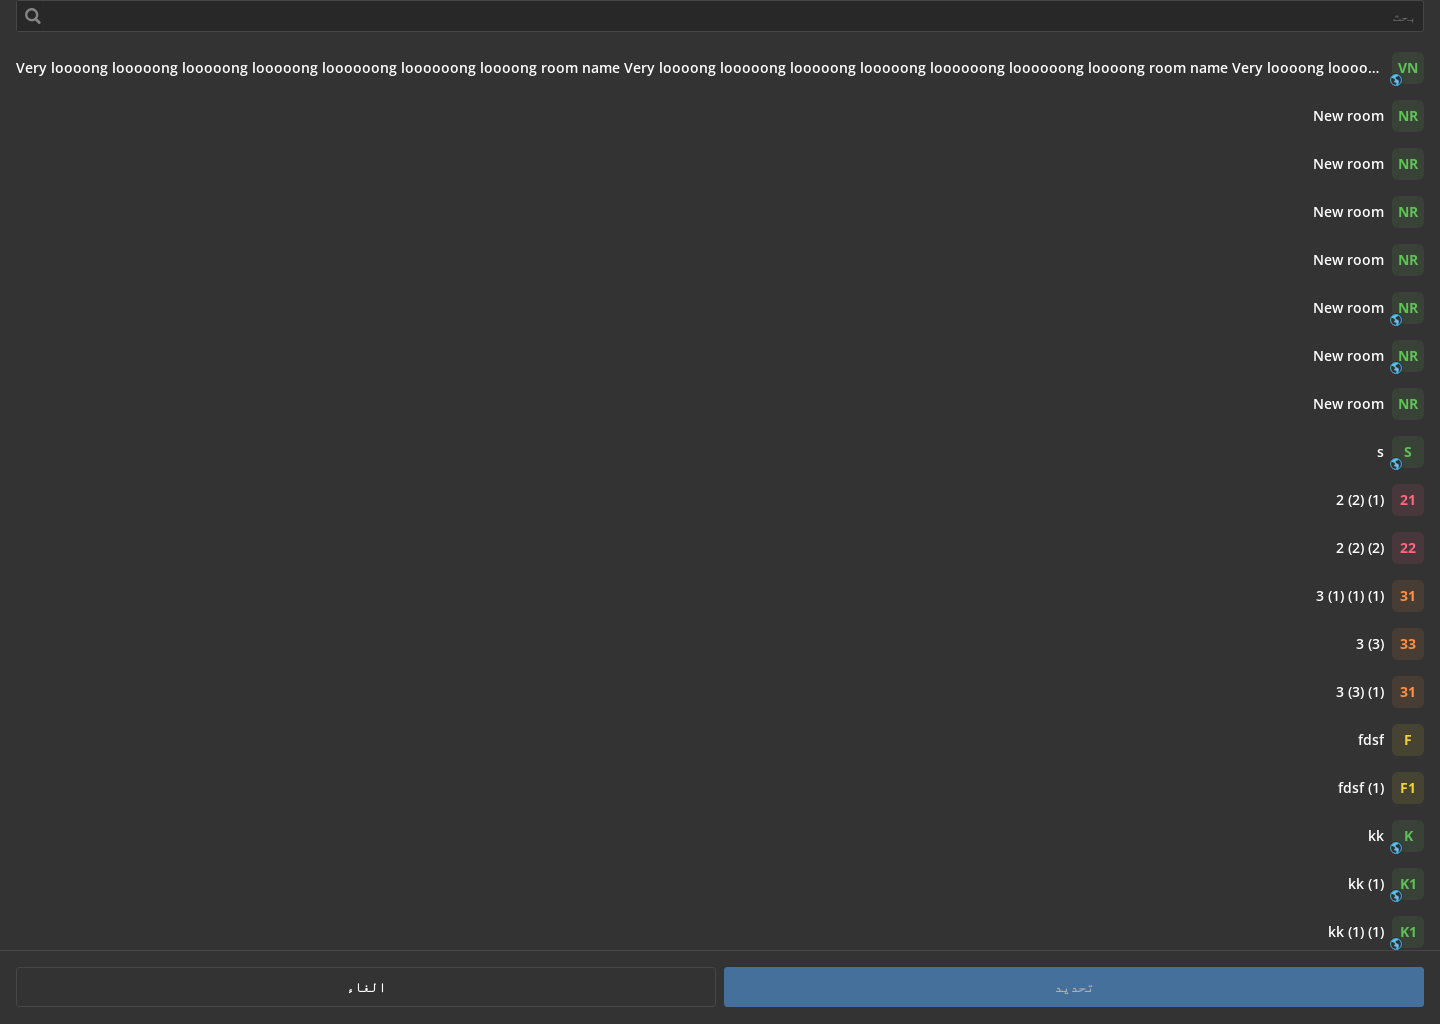 بحث
VN Very loooong looooong looooong looooong loooooong loooooong loooong room name Very loooong looooong looooong looooong loooooong loooooong loooong room name Very loooong loooo...
NR New room
NR New room
NR New room
NR New room
NR New room
NR New room
NR New room
S s
21 2 (2) (1)
22 2 (2) (2)
31 3 (1) (1) (1)
33 3 (3)
31 3 (3) (1)
F fdsf
F1 fdsf (1)
K kk
K1 kk (1)
K1 kk (1) (1)
تحديد
الغاء